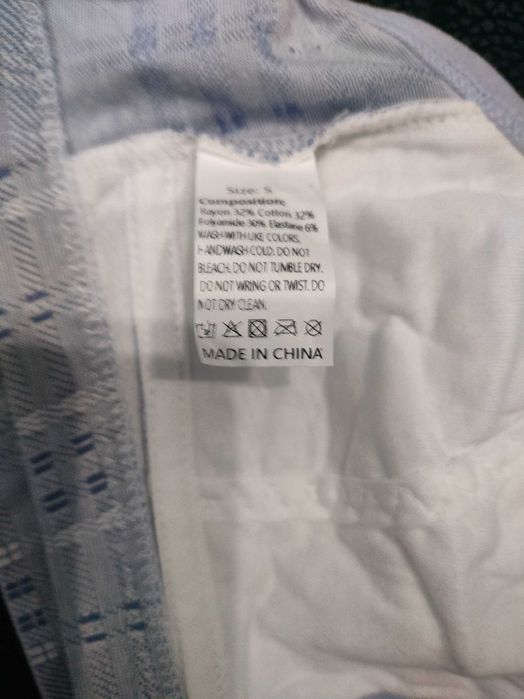 Size: S
Composition:
Rayon 32% Cotton 32%
Polyamide 30% Elastane 6%
WASH WITH LIKE COLORS,
HANDWASH COLD. DO NOT
BLEACH. DO NOT TUMBLE DRY.
DO NOT WRING OR TWIST. DO
NOT DRY CLEAN.
MADE IN CHINA